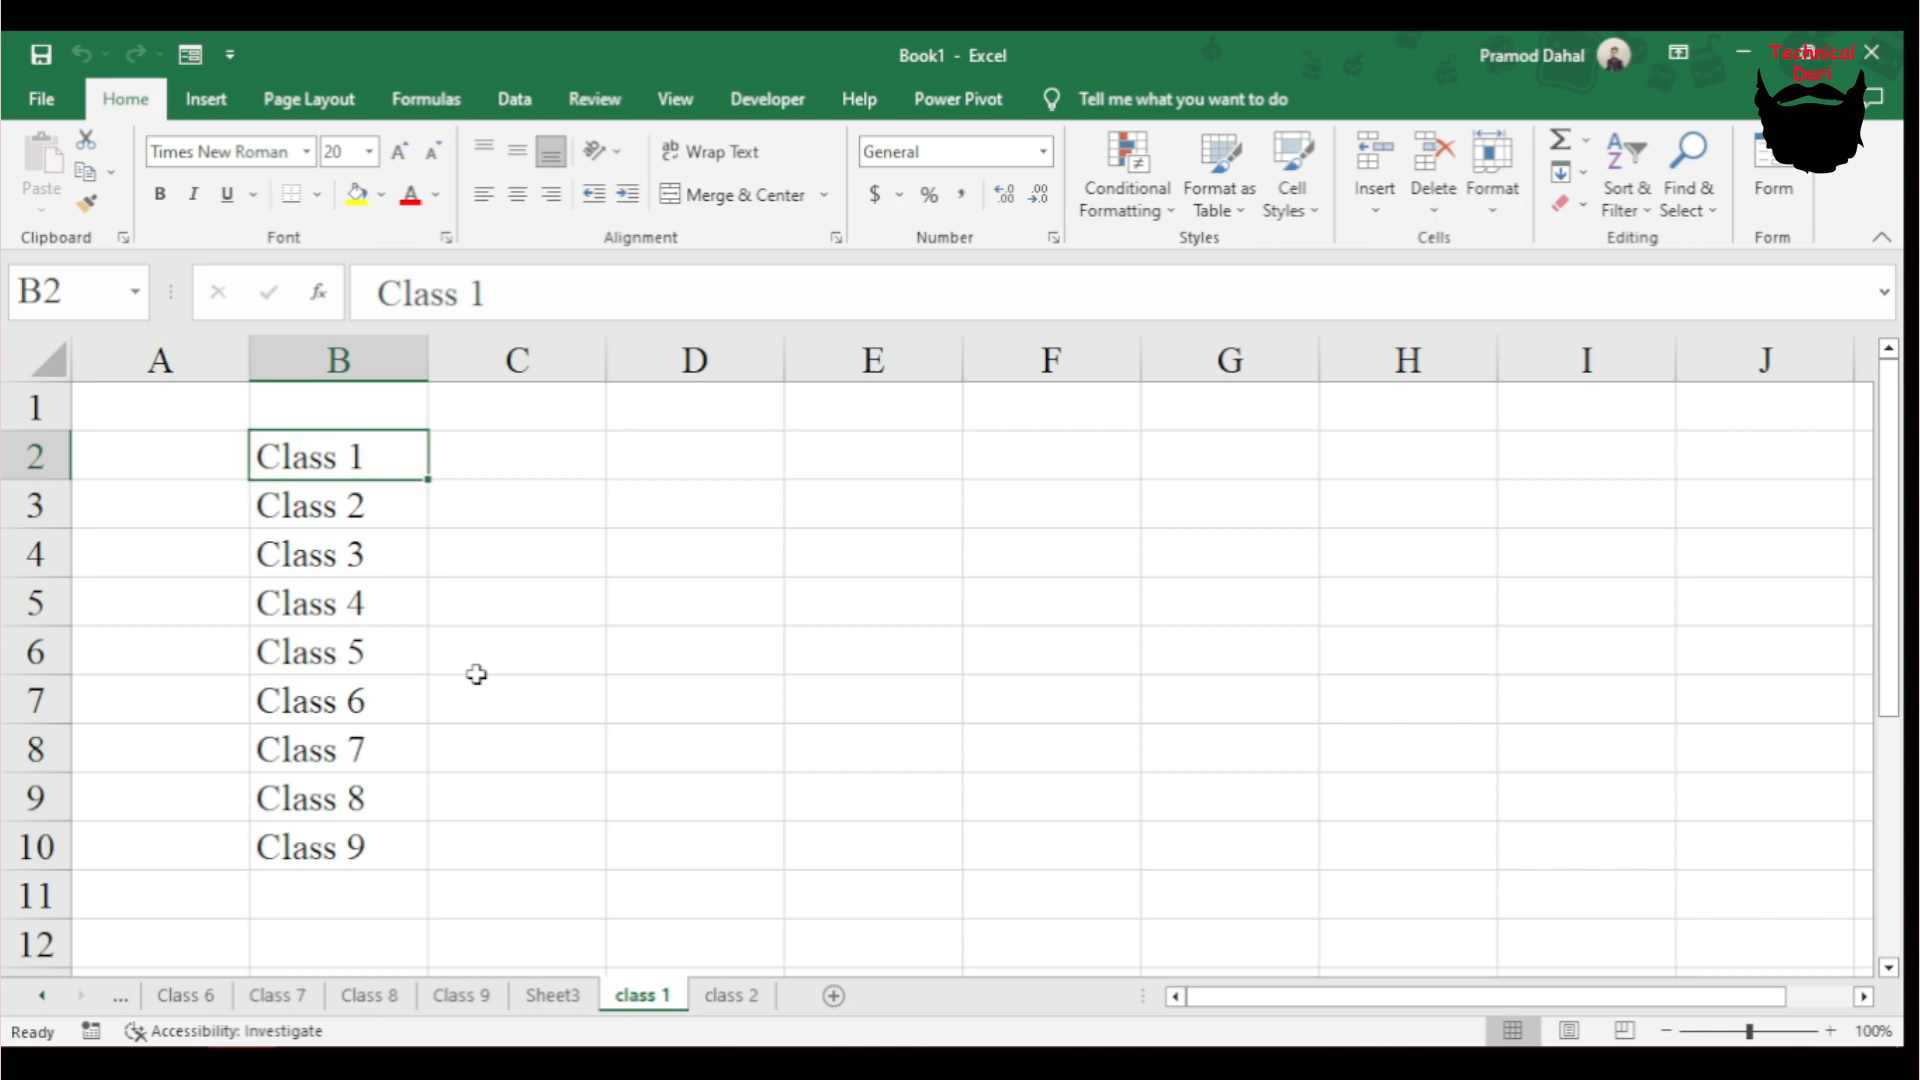 Book1 - Excel
Pramod Dahal
Technical
Dari
File Home Insert Page Layout Formulas Data Review View Developer Help Power Pivot Tell me what you want to do
Paste
Clipboard
Times New Roman 20
B I U A
Font
ab Wrap Text
Merge & Center
Alignment
General
$ % , .00 .00
Number
Conditional Formatting
Format as Table
Cell Styles
Styles
Insert Delete Format
Cells
Sort & Filter
Find & Select
Editing
Form
Form
B2 fx Class 1
A B C D E F G H I J
1
2 Class 1
3 Class 2
4 Class 3
5 Class 4
6 Class 5
7 Class 6
8 Class 7
9 Class 8
10 Class 9
11
12
... Class 6 Class 7 Class 8 Class 9 Sheet3 class 1 class 2
Ready Accessibility: Investigate 100%